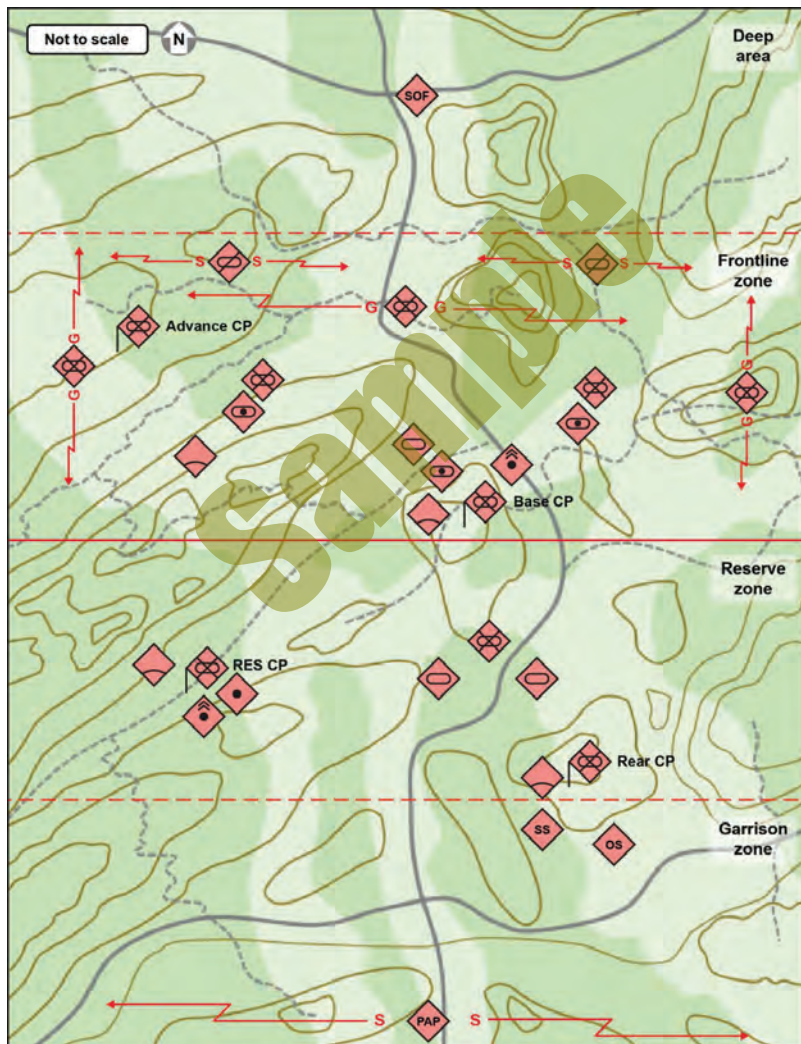 Not to scale
N
Deep
area
SOF
S
S
S
S
Frontline
zone
G
G
Advance CP
G
G
G
G
Sample
Base CP
Reserve
zone
RES CP
Rear CP
SS
OS
Garrison
zone
S
PAP
S